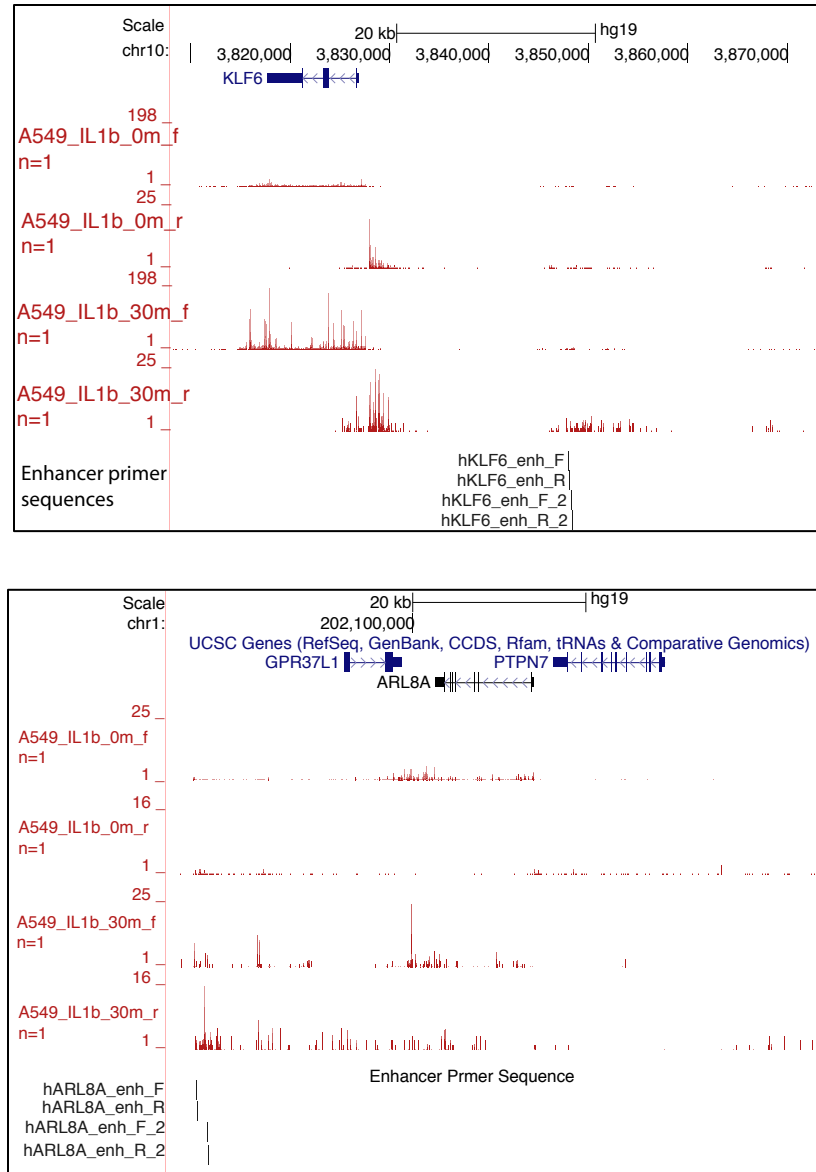 Scale 20 kb hg19
chr10: 3,820,000 3,830,000 3,840,000 3,850,000 3,860,000 3,870,000
KLF6
198
A549_IL1b_0m_f
n=1
1
25
A549_IL1b_0m_r
n=1
1
198
A549_IL1b_30m_f
n=1
1
25
A549_IL1b_30m_r
n=1
1
hKLF6_enh_F
Enhancer primer
hKLF6_enh_R
sequences
hKLF6_enh_F_2
hKLF6_enh_R_2
Scale 20 kb hg19
chr1: 202,100,000
UCSC Genes (RefSeq, GenBank, CCDS, Rfam, tRNAs & Comparative Genomics)
GPR37L1 PTPN7
ARL8A
25
A549_IL1b_0m_f
n=1
1
16
A549_IL1b_0m_r
n=1
1
25
A549_IL1b_30m_f
n=1
1
16
A549_IL1b_30m_r
n=1
1
Enhancer Prmer Sequence
hARL8A_enh_F
hARL8A_enh_R
hARL8A_enh_F_2
hARL8A_enh_R_2